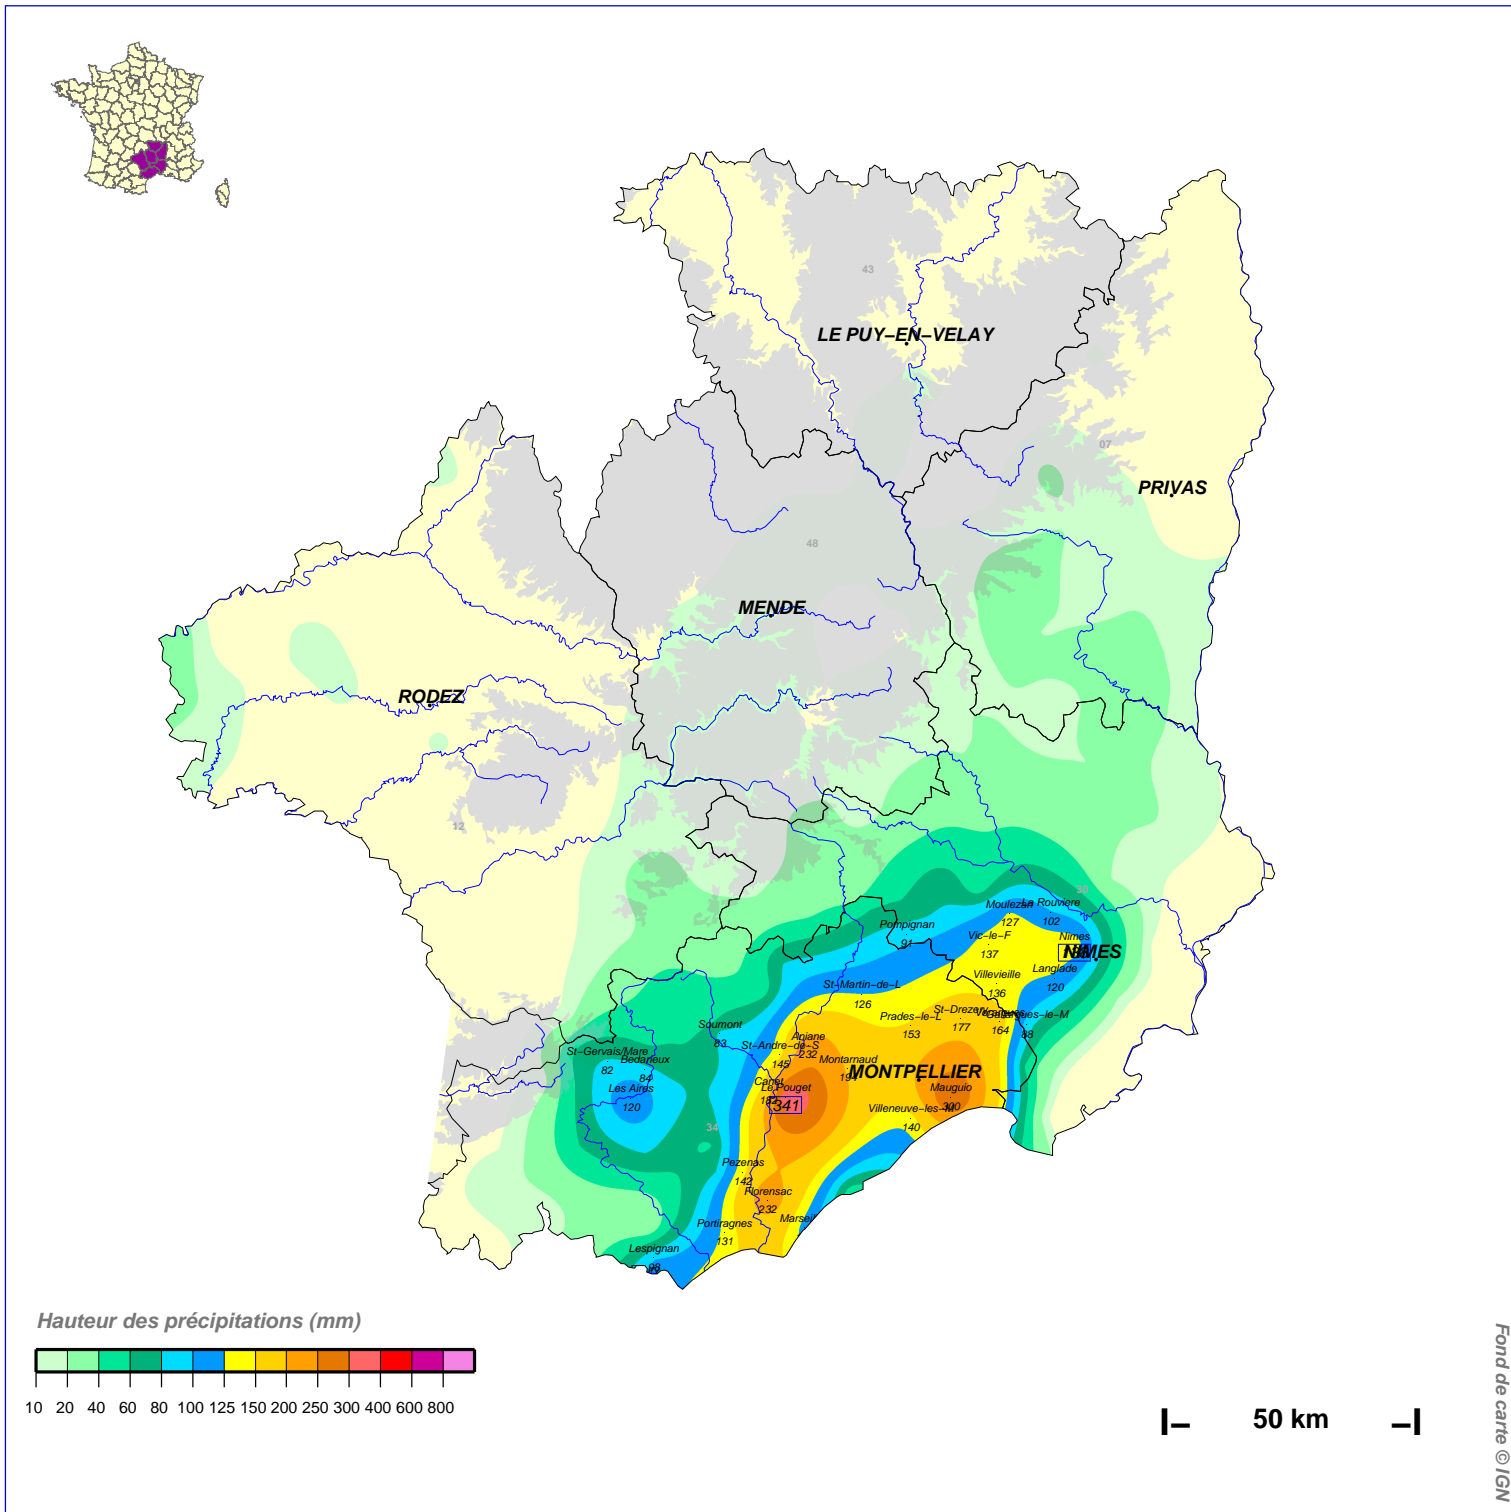 43
LE PUY-EN-VELAY
07
PRIVAS
48
MENDE
RODEZ
12
30
Moulezan
127
La Rouviere
102
Pompignan
91
Vic-le-F
137
Nimes
NIMES
Villevieille
136
Langlade
120
St-Martin-de-L
126
Prades-le-L
153
St-Drezery
177
164
88
Soumont
83
Aniane
232
St-Andre-de-S
145
Montarnaud
194
MONTPELLIER
St-Gervais/Mare
82
Bedarieux
84
Les Aires
120
Canet
Le Pouget
341
Mauguio
300
Villeneuve-les-M
140
34
Pezenas
142
Florensac
232
Portiragnes
131
Marseil
Lespignan
98
Hauteur des précipitations (mm)
10 20 40 60 80 100 125 150 200 250 300 400 600 800
50 km
Fond de carte © IGN